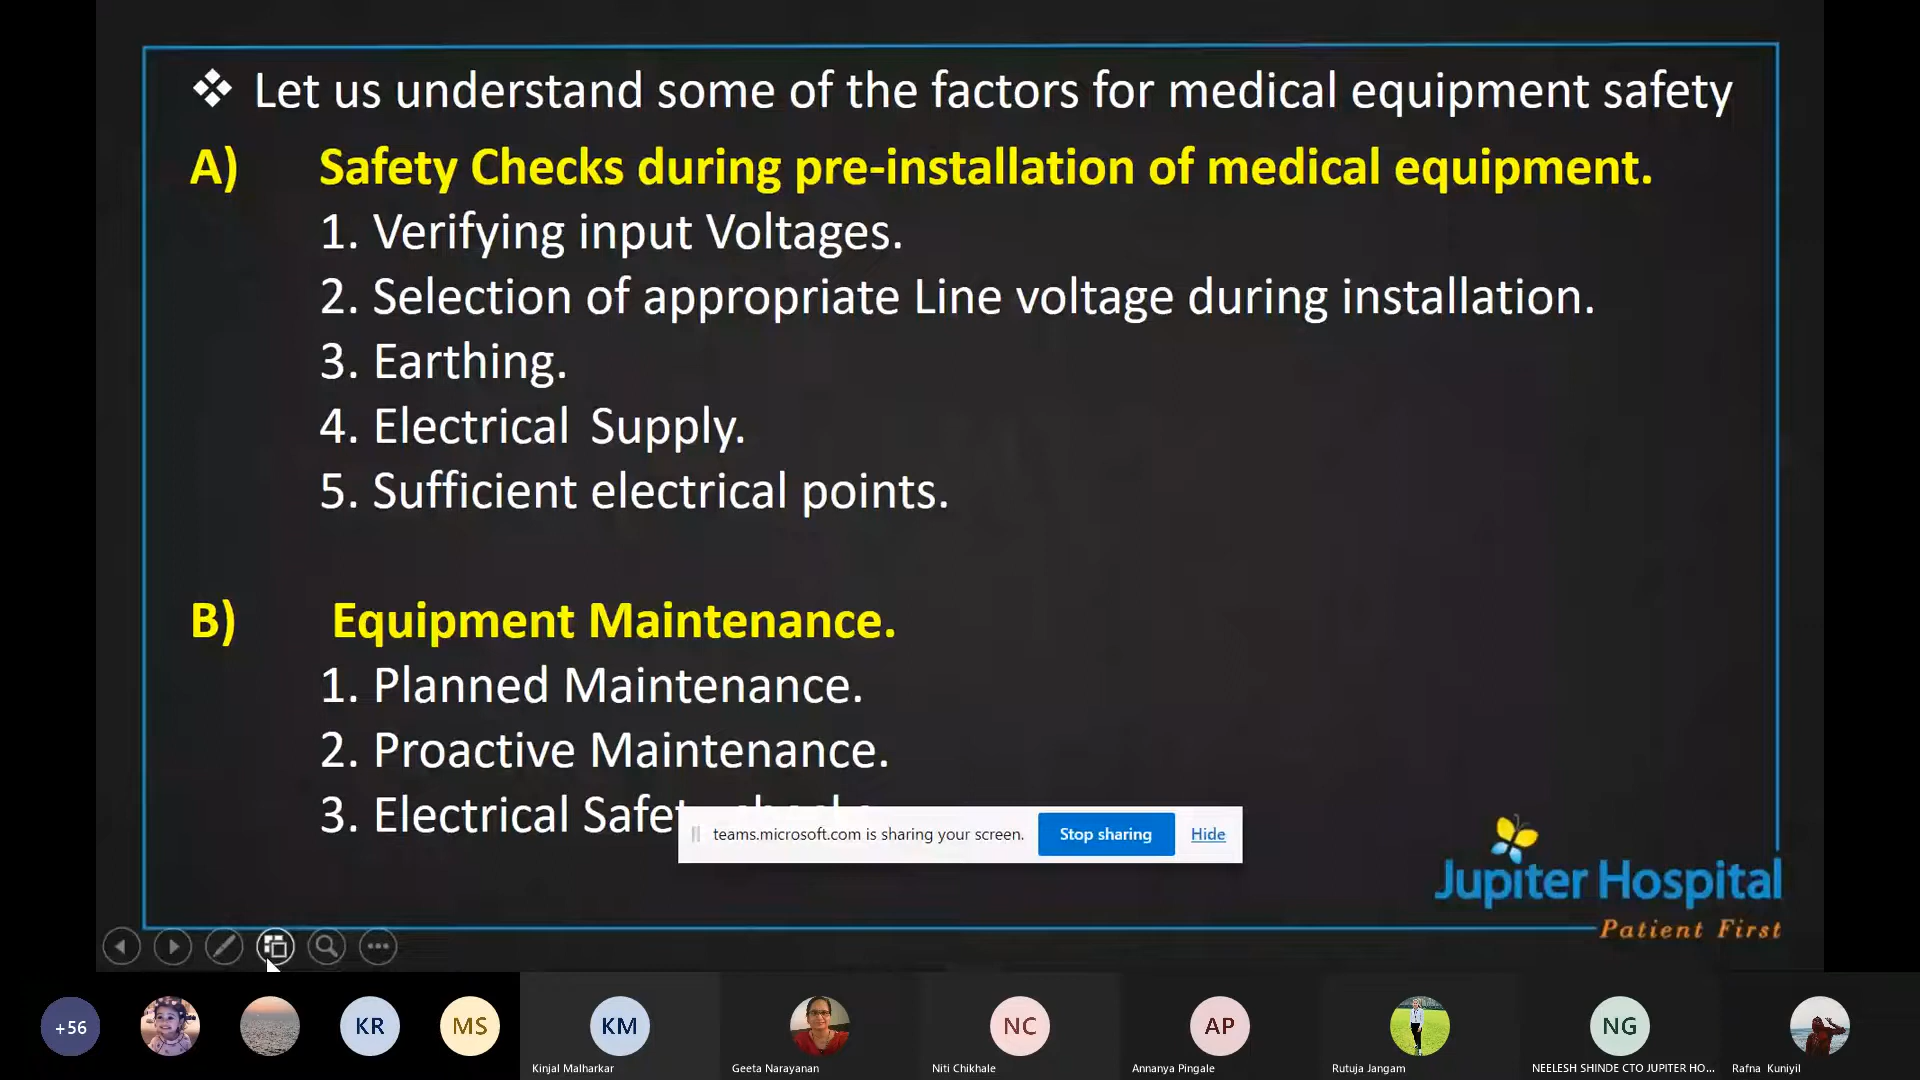 ❖ Let us understand some of the factors for medical equipment safety
A) Safety Checks during pre-installation of medical equipment.
1. Verifying input Voltages.
2. Selection of appropriate Line voltage during installation.
3. Earthing.
4. Electrical Supply.
5. Sufficient electrical points.
B) Equipment Maintenance.
1. Planned Maintenance.
2. Proactive Maintenance.
3. Electrical
teams.microsoft.com is sharing your screen. Stop sharing Hide
Jupiter Hospital
Patient First
+56 KR MS KM NC AP NG
Kinjal Malharkar Geeta Narayanan Niti Chikhale Annanya Pingale Rutuja Jangam NEELESH SHINDE CTO JUPITER HO... Rafna Kuniyil